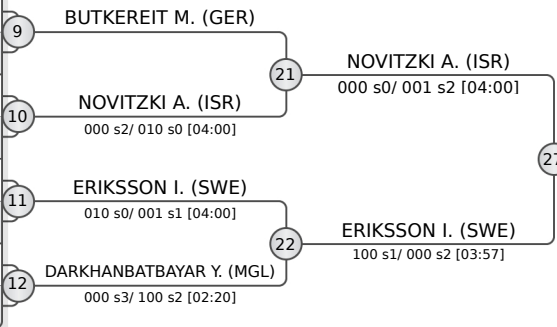 BUTKEREIT M. (GER)
9
21
NOVITZKI A. (ISR)
000 s0/ 001 s2 [04:00]
NOVITZKI A. (ISR)
10
000 s2/ 010 s0 [04:00]
27
ERIKSSON I. (SWE)
11
010 s0/ 001 s1 [04:00]
22
ERIKSSON I. (SWE)
100 s1/ 000 s2 [03:57]
DARKHANBATBAYAR Y. (MGL)
12
000 s3/ 100 s2 [02:20]